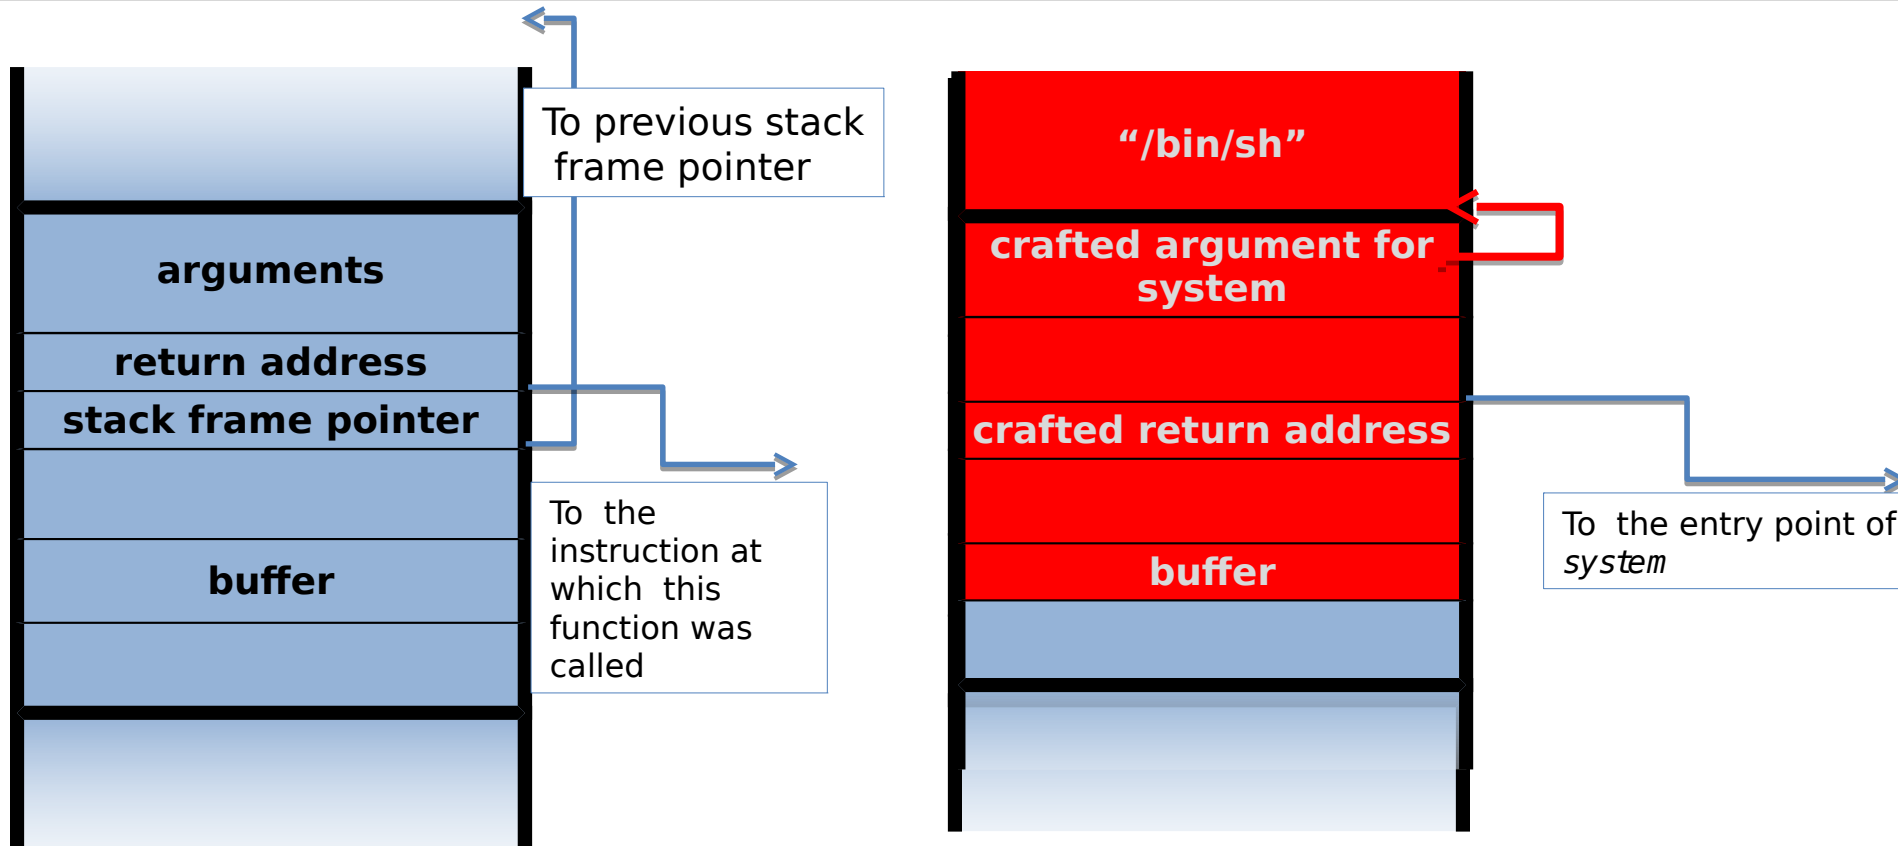 To previous stack
frame pointer
arguments
return address
stack frame pointer
buffer
To the
instruction at
which this
function was
called
“/bin/sh”
crafted argument for
system
crafted return address
buffer
To the entry point of
system